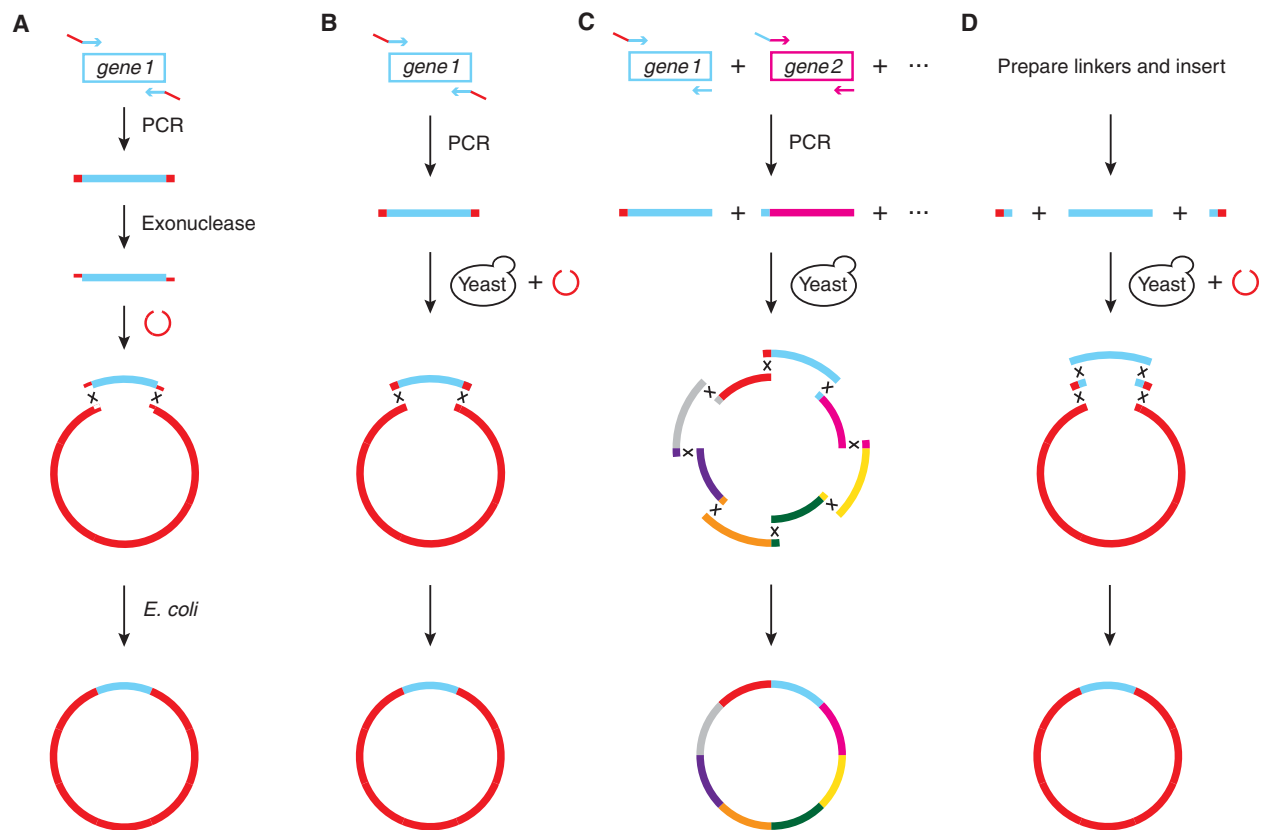 A
gene 1
PCR
Exonuclease
E. coli
B
gene 1
PCR
Yeast +
C
gene 1 + gene 2 + ...
PCR
+ + ...
Yeast
x
x
x
x
x
x
x
x
x
x
x
x
D
Prepare linkers and insert
+ +
Yeast +
x
x
x
x